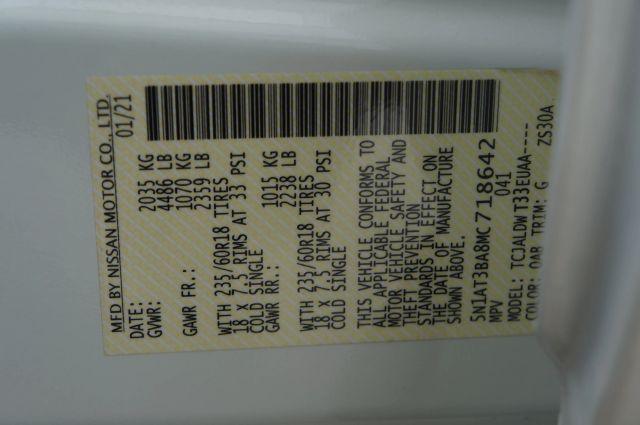 MFD BY NISSAN MOTOR CO., LTD.
DATE: 01/21
GVWR: 2035 KG
4486 LB
GAWR FR.: 1070 KG
2359 LB
WITH 235/60R18 TIRES
18 X 7.5 RIMS AT 33 PSI
COLD SINGLE
GAWR RR.: 1015 KG
2238 LB
WITH 235/60R18 TIRES
18 X 7.5 RIMS AT 30 PSI
COLD SINGLE
THIS VEHICLE CONFORMS TO
ALL APPLICABLE FEDERAL
MOTOR VEHICLE SAFETY AND
THEFT PREVENTION
STANDARDS IN EFFECT ON
THE DATE OF MANUFACTURE
SHOWN ABOVE.
5N1AT3BA8MC718642
MPV 041
MODEL: TCJALDW T33EUAA----
COLOR: QAB TRIM: G ZS30A